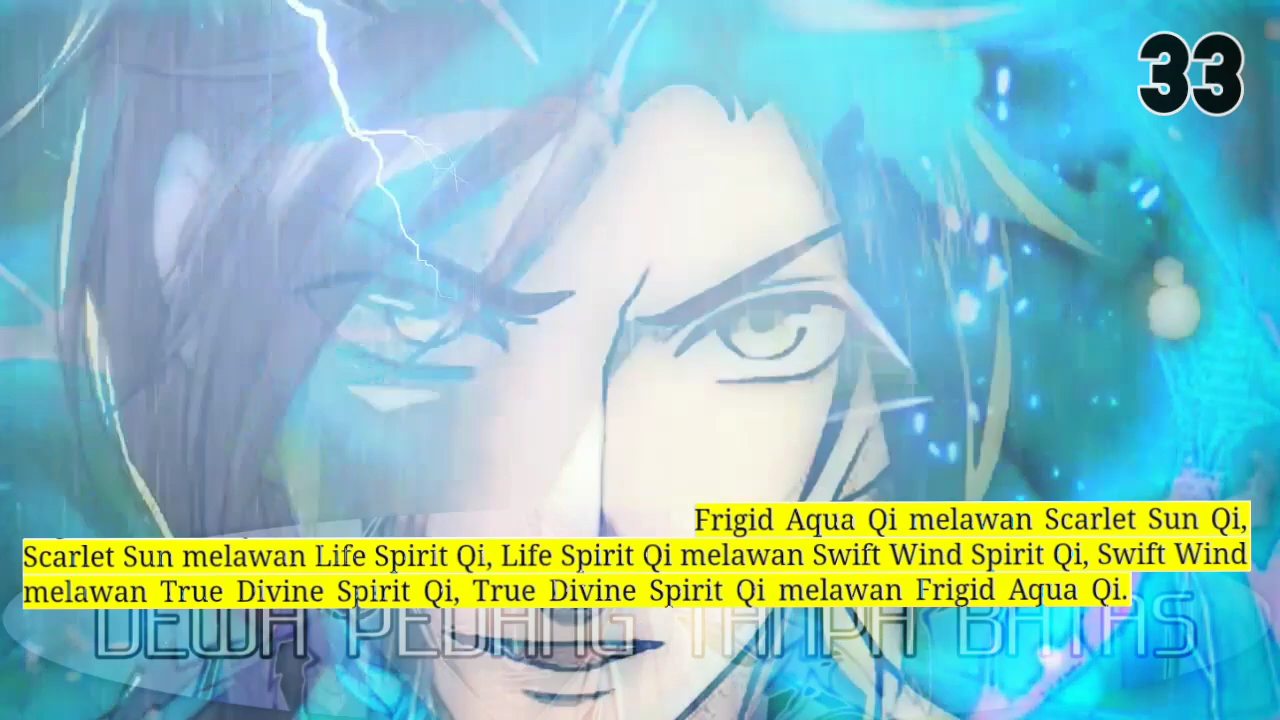 33
Frigid Aqua Qi melawan Scarlet Sun Qi,
Scarlet Sun melawan Life Spirit Qi, Life Spirit Qi melawan Swift Wind Spirit Qi, Swift Wind
melawan True Divine Spirit Qi, True Divine Spirit Qi melawan Frigid Aqua Qi.
DEWA PEDANG TANPA BATAS